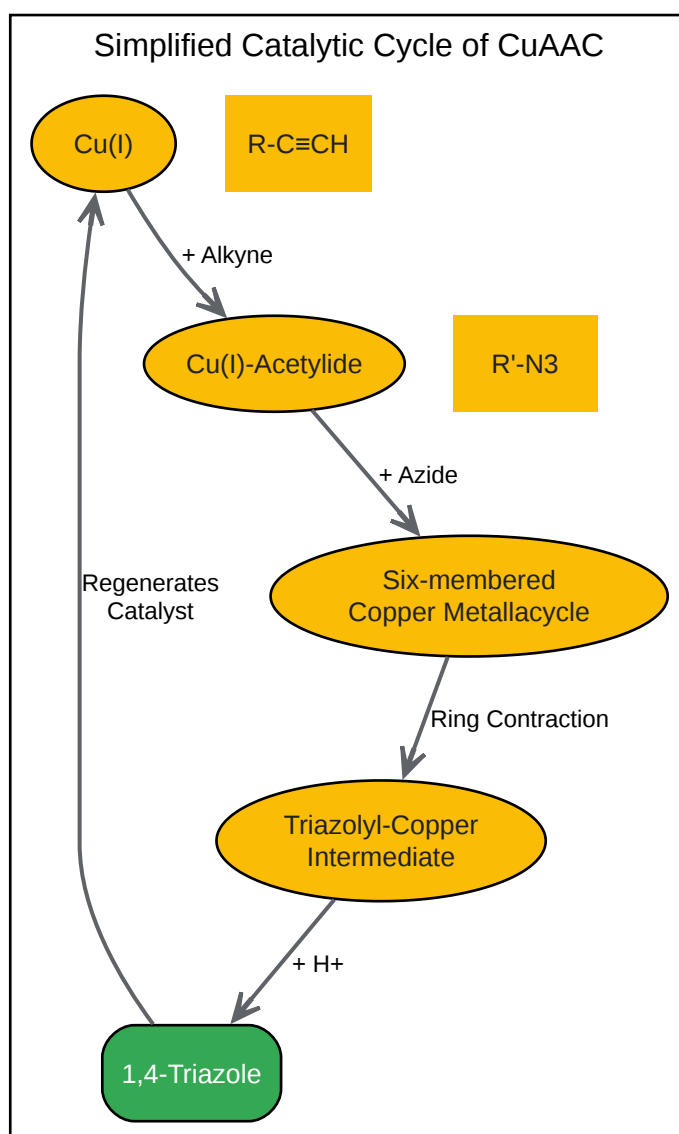 Simplified Catalytic Cycle of CuAAC
Cu(I)
R-C≡CH
+ Alkyne
Cu(I)-Acetylide
R'-N3
+ Azide
Six-membered
Copper Metallacycle
Regenerates
Catalyst
Ring Contraction
Triazolyl-Copper
Intermediate
+ H+
1,4-Triazole